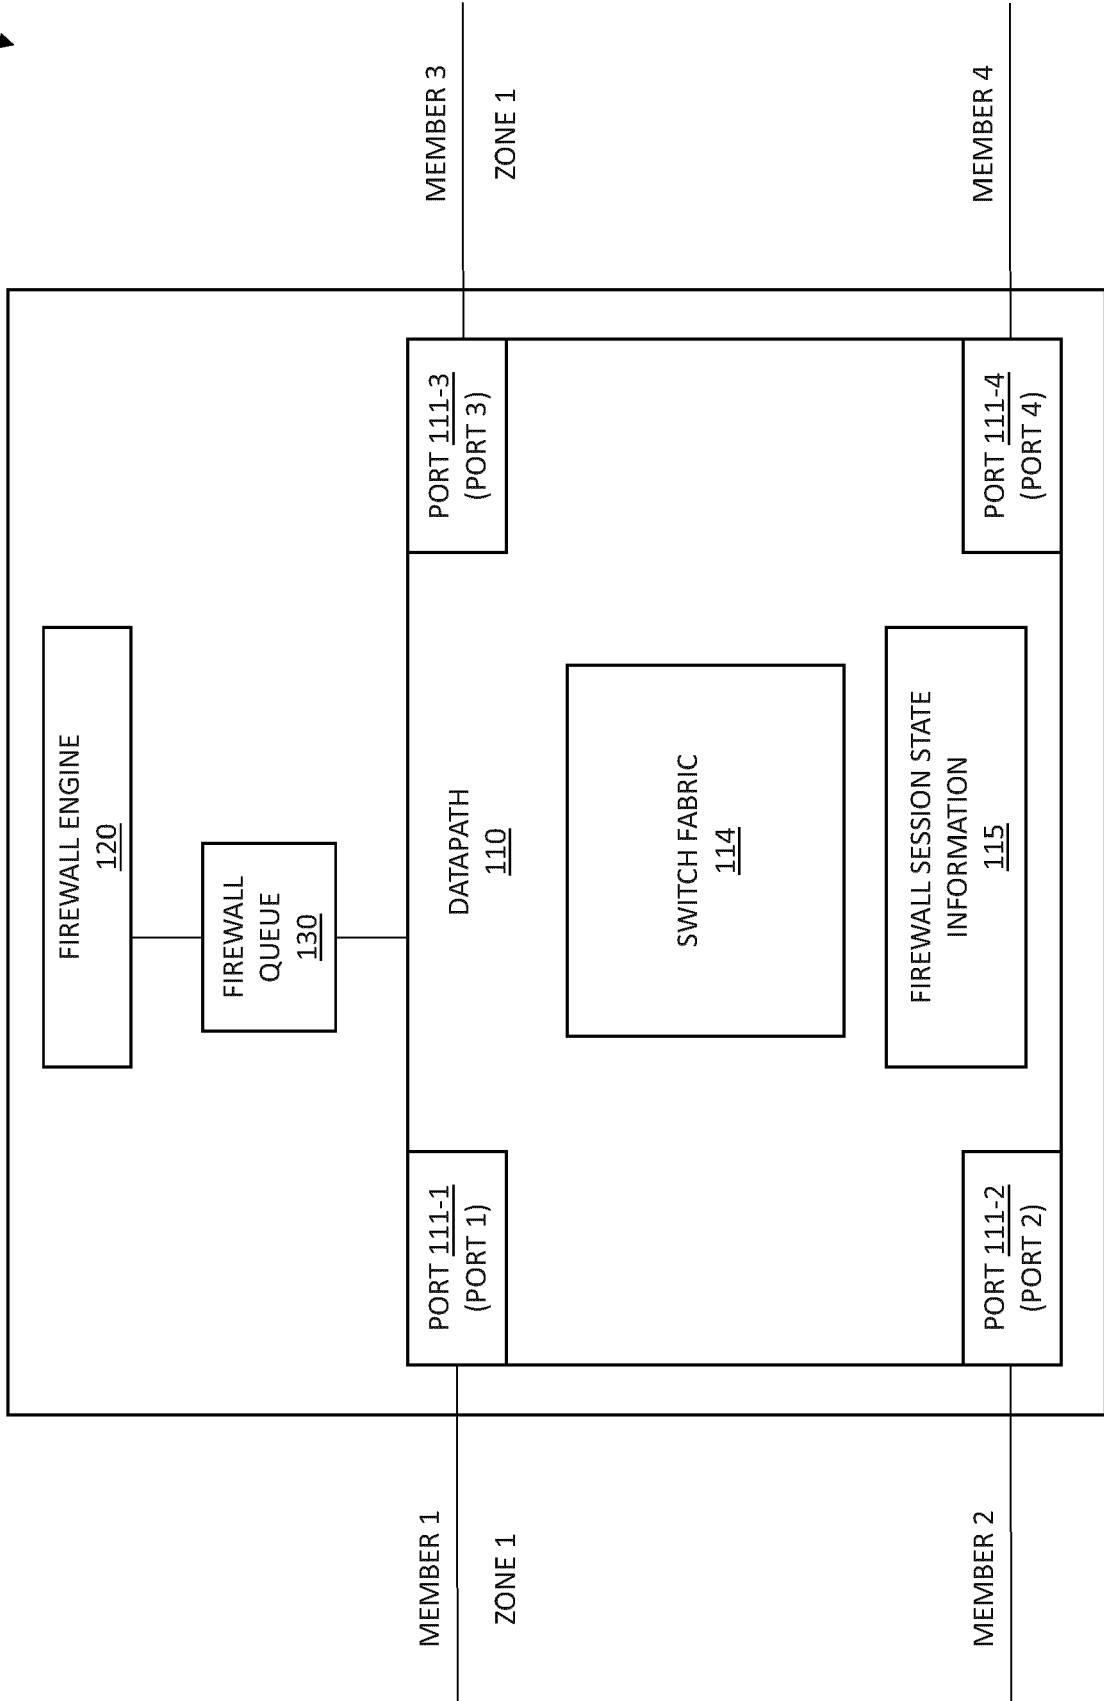 FIREWALL ENGINE
120
FIREWALL
QUEUE
130
MEMBER 1
ZONE 1
PORT 111-1
(PORT 1)
DATAPATH
110
PORT 111-3
(PORT 3)
MEMBER 3
ZONE 1
SWITCH FABRIC
114
FIREWALL SESSION STATE
INFORMATION
115
MEMBER 2
PORT 111-2
(PORT 2)
PORT 111-4
(PORT 4)
MEMBER 4